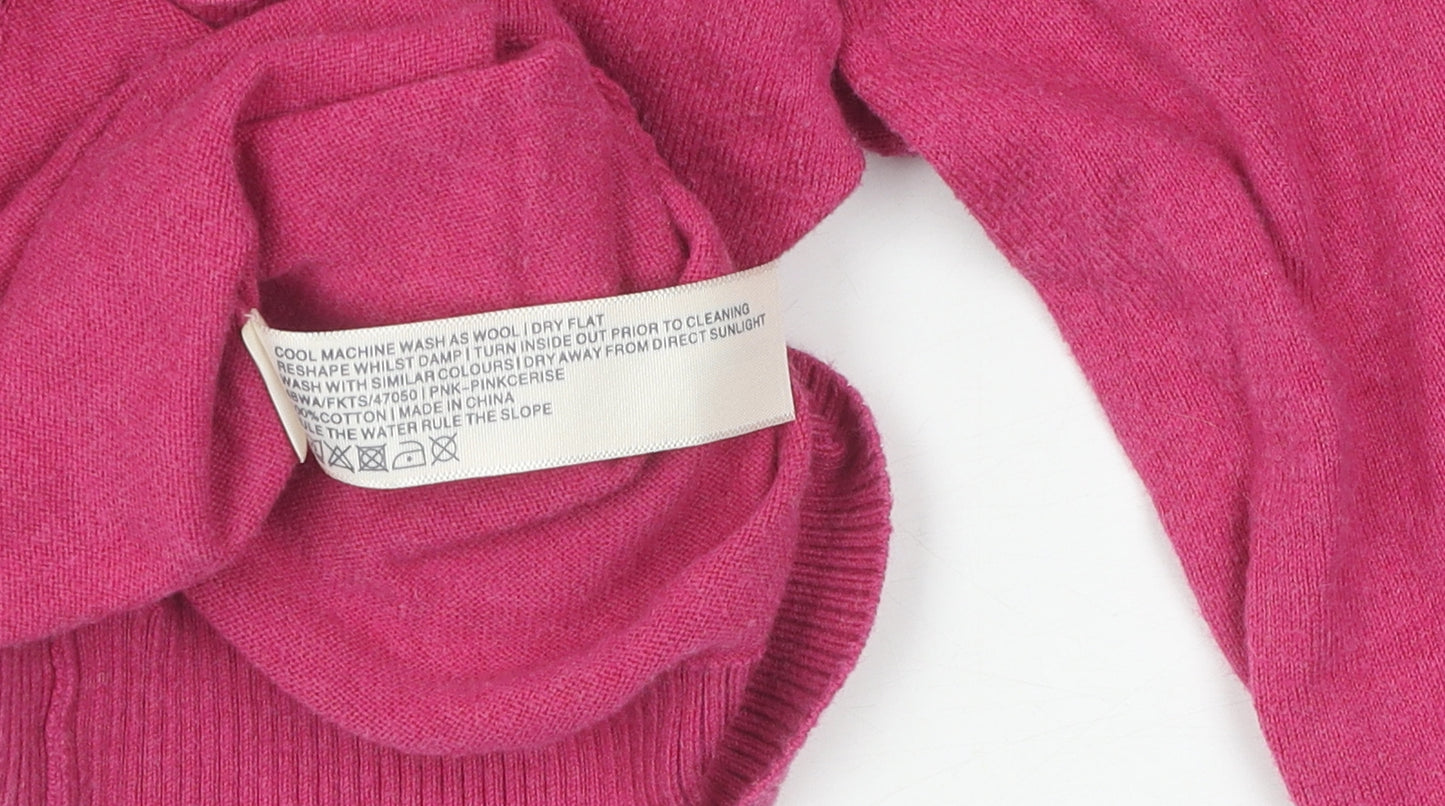 COOL MACHINE WASH AS WOOL | DRY FLAT
RESHAPE WHILST DAMP | TURN INSIDE OUT PRIOR TO CLEANING
WASH WITH SIMILAR COLOURS | DRY AWAY FROM DIRECT SUNLIGHT
BWA/FKTS/47050 | PNK-PINKCERISE
00% COTTON | MADE IN CHINA
ULE THE WATER RULE THE SLOPE